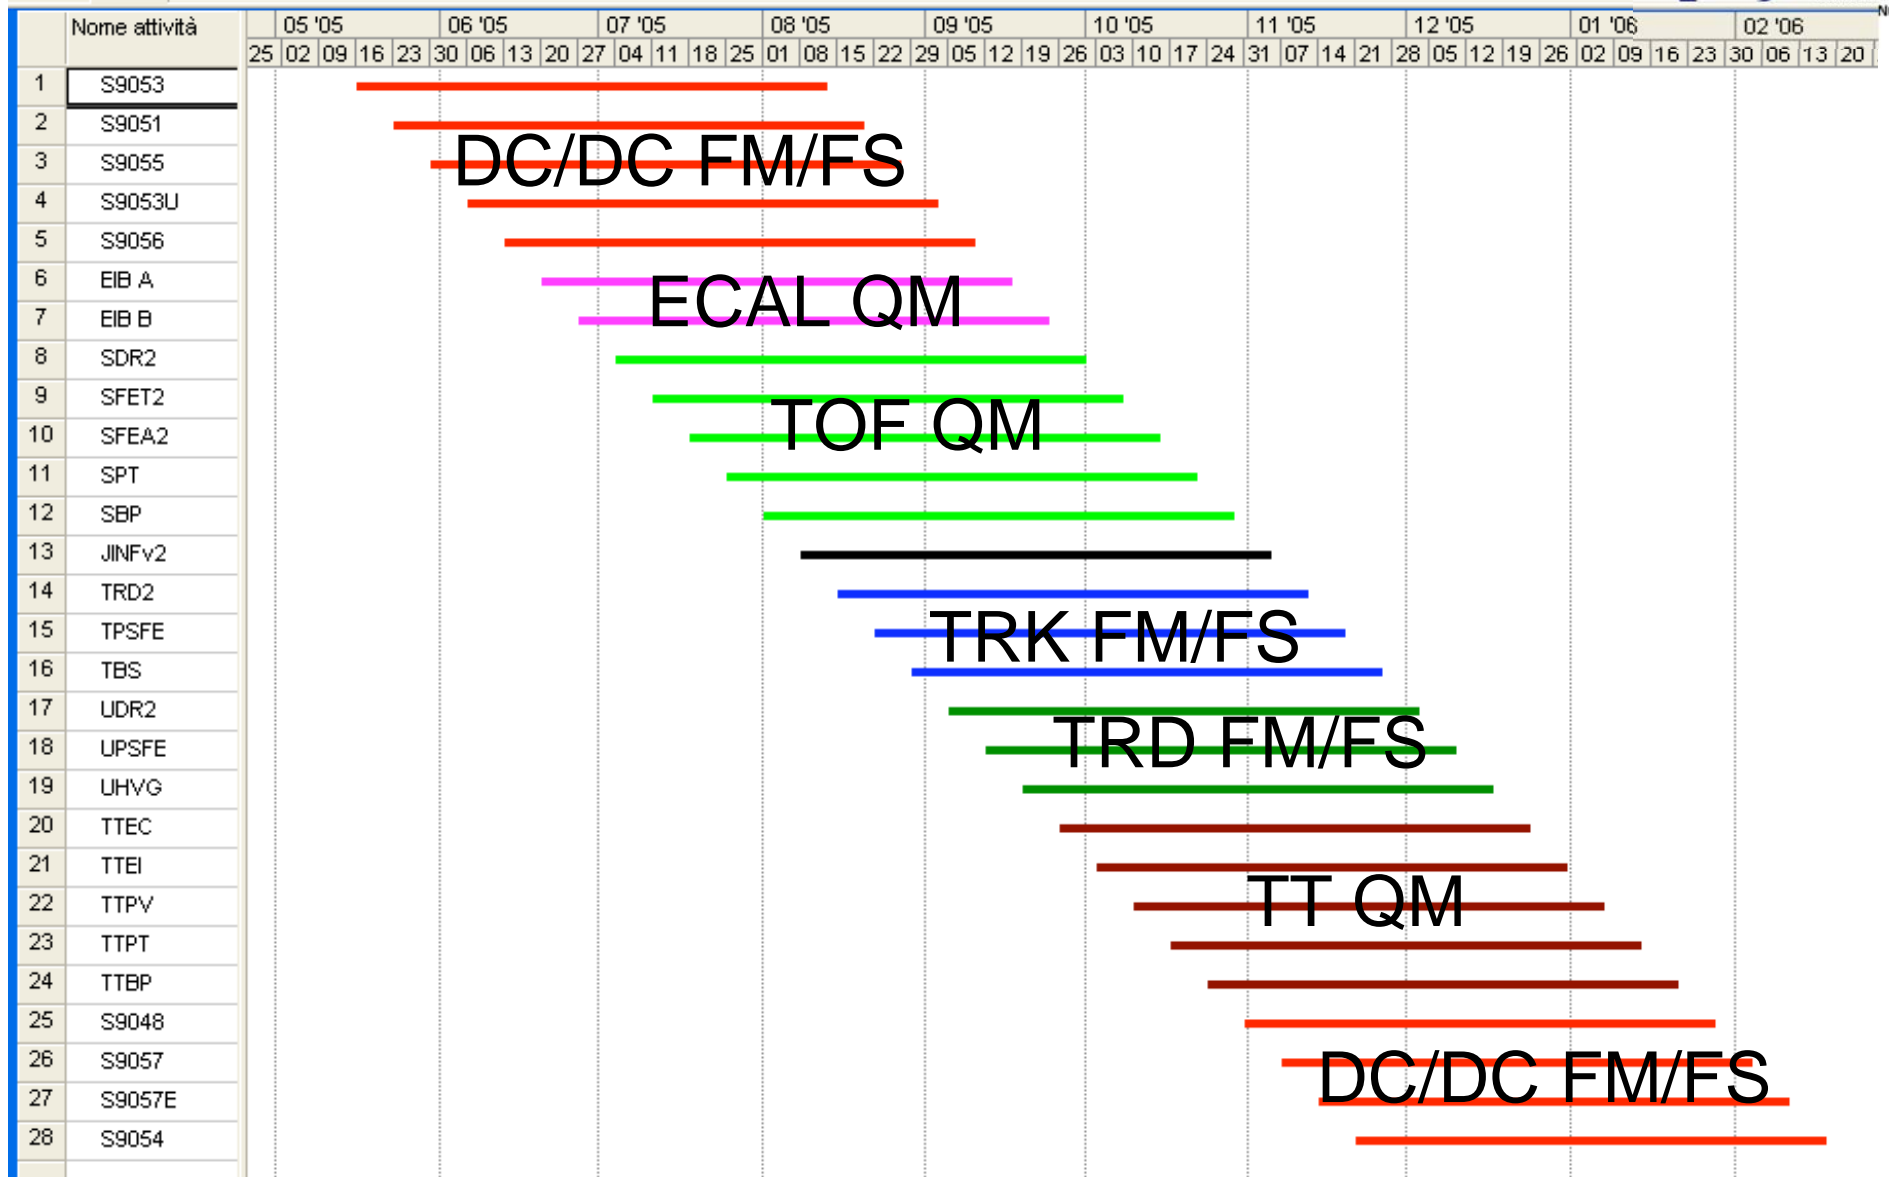 Nome attività 05 '05 06 '05 07 '05 08 '05 09 '05 10 '05 11 '05 12 '05 01 '06 02 '06
25 02 09 16 23 30 06 13 20 27 04 11 18 25 01 08 15 22 29 05 12 19 26 03 10 17 24 31 07 14 21 28 05 12 19 26 02 09 16 23 30 06 13 20
1 S9053
2 S9051
DC/DC FM/FS
3 S9055
4 S9053U
5 S9056
6 EIB A
ECAL QM
7 EIB B
8 SDR2
9 SFET2
TOF QM
10 SFEA2
11 SPT
12 SBP
13 JINFv2
14 TRD2
15 TPSFE
TRK FM/FS
16 TBS
17 UDR2
TRD FM/FS
18 UPSFE
19 UHVG
20 TTEC
21 TTEI
TT QM
22 TTPV
23 TTPT
24 TTBP
25 S9048
26 S9057
DC/DC FM/FS
27 S9057E
28 S9054